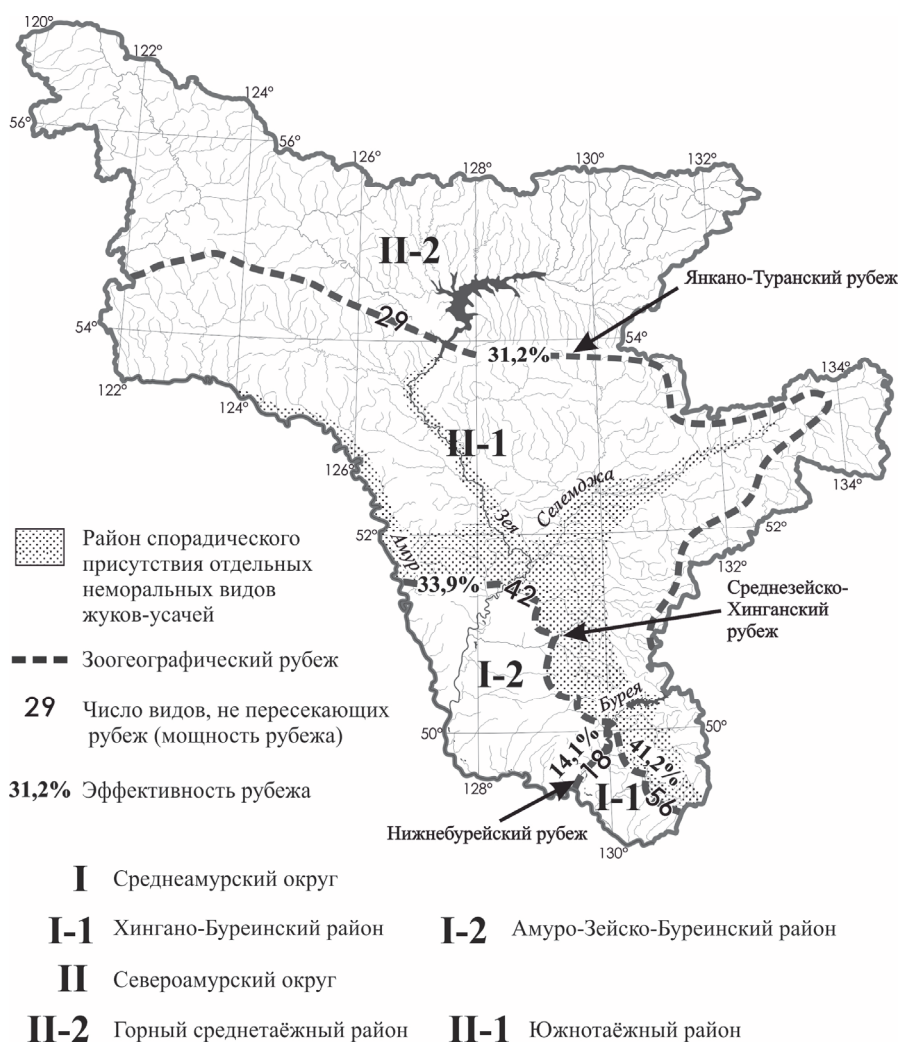 120°
122°
124°
56°
56°
126°
128°
130°
132°
II-2
Янкано-Туранский рубеж
29
54°
54°
31,2%
134°
122°
124°
II-1
126°
134°
Селемджа
Зея
52°
52°
Амур
132°
Район спорадического
присутствия отдельных
неморальных видов
жуков-усачей
33,9%
42
Среднезейско-
Хинганский
рубеж
Зоогеографический рубеж
I-2
29 Число видов, не пересекающих
рубеж (мощность рубежа)
Бурея
50°
50°
14,1%
18
41,2%
56
31,2% Эффективность рубежа
128°
I-1
Нижнебурейский рубеж
130°
I Среднеамурский округ
I-1 Хингано-Буреинский район
I-2 Амуро-Зейско-Буреинский район
II Североамурский округ
II-2 Горный среднетаёжный район
II-1 Южнотаёжный район